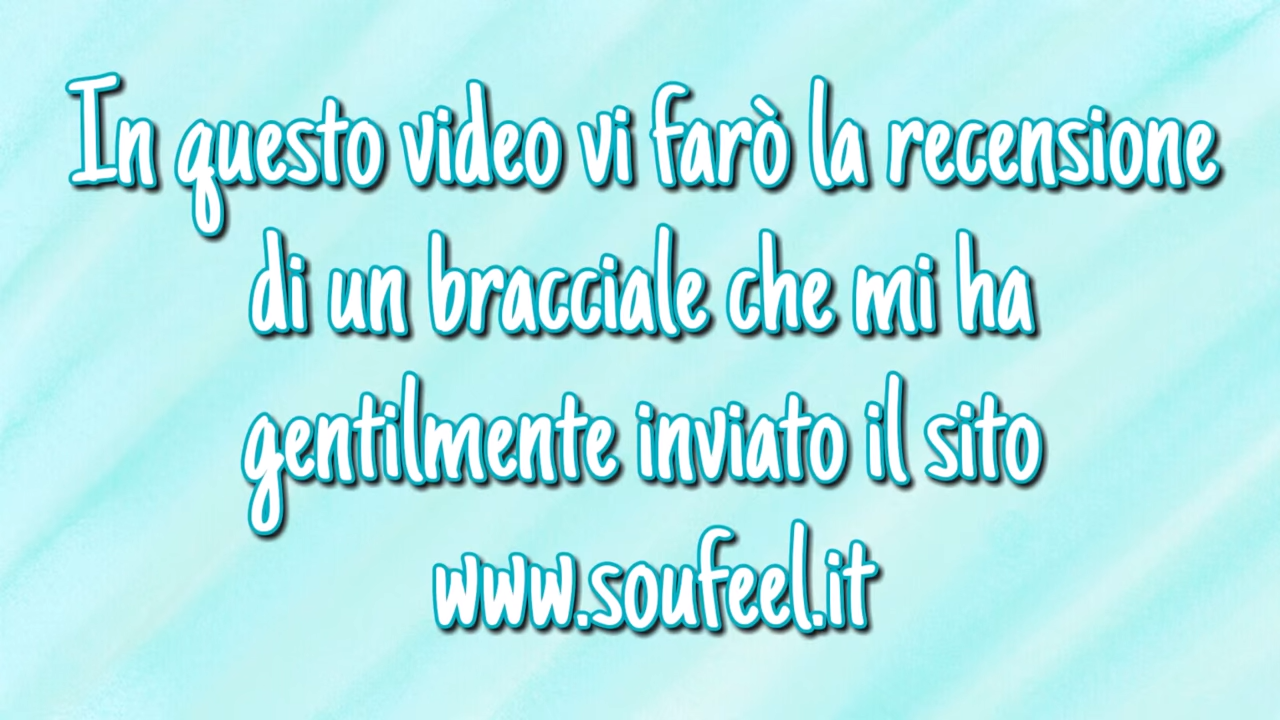 In questo video vi farò la recensione
di un bracciale che mi ha
gentilmente inviato il sito
www.soufeel.it